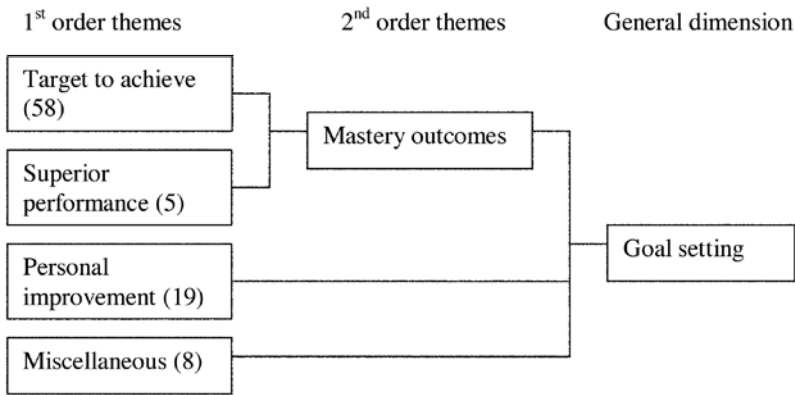 1st order themes
2nd order themes
General dimension
Target to achieve
(58)
Mastery outcomes
Superior
performance (5)
Goal setting
Personal
improvement (19)
Miscellaneous (8)